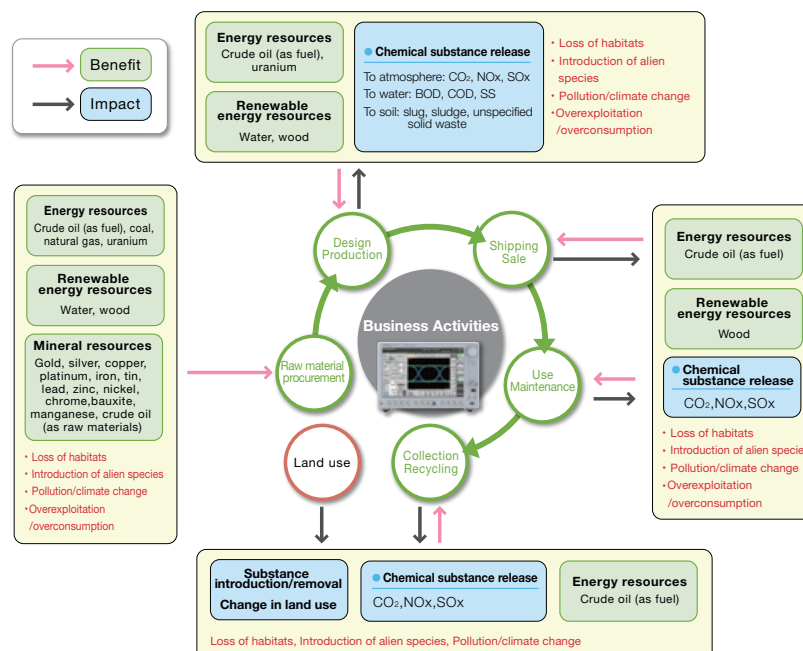 Benefit
Impact
Energy resources
Crude oil (as fuel),
uranium
Renewable
energy resources
Water, wood
Chemical substance release
To atmosphere: CO₂, NOx, SOx
To water: BOD, COD, SS
To soil: slug, sludge, unspecified
solid waste
・Loss of habitats
・Introduction of alien
species
・Pollution/climate change
・Overexploitation
/overconsumption
Energy resources
Crude oil (as fuel), coal,
natural gas, uranium
Renewable
energy resources
Water, wood
Mineral resources
Gold, silver, copper,
platinum, iron, tin,
lead, zinc, nickel,
chrome,bauxite,
manganese, crude oil
(as raw materials)
・Loss of habitats
・Introduction of alien species
・Pollution/climate change
・Overexploitation
/overconsumption
Design
Production
Shipping
Sale
Business Activities
Raw material
procurement
Use
Maintenance
Land use
Collection
Recycling
Energy resources
Crude oil (as fuel)
Renewable
energy resources
Wood
Chemical
substance release
CO₂,NOx,SOx
・Loss of habitats
・Introduction of alien specie
・Pollution/climate change
・Overexploitation
/overconsumption
Substance
introduction/removal
Change in land use
Chemical substance release
CO₂,NOx,SOx
Energy resources
Crude oil (as fuel)
Loss of habitats, Introduction of alien species, Pollution/climate change